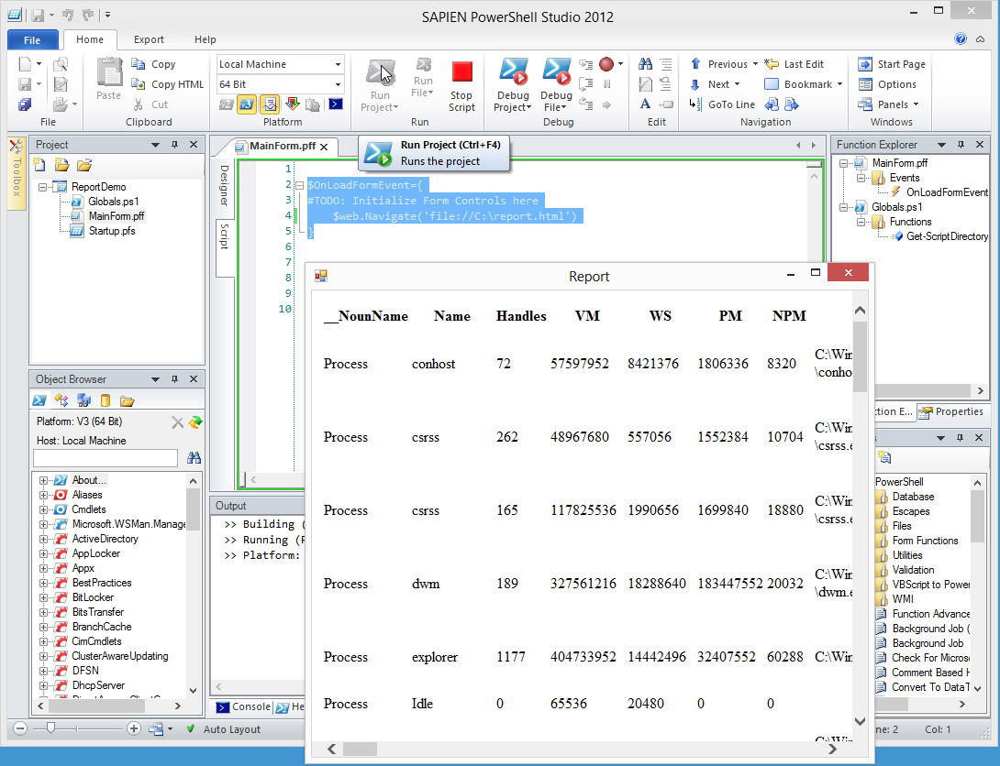 SAPIEN PowerShell Studio 2012
File
Home
Export
Help
Paste
Copy
Copy HTML
Cut
Local Machine
64 Bit
Run
Project
Run
File
Stop
Script
Debug
Project
Debug
File
Previous
Next
GoTo Line
Last Edit
Bookmark
Start Page
Options
Panels
File
Clipboard
Platform
Run
Debug
Edit
Navigation
Windows
Run Project (Ctrl+F4)
Runs the project
Toolbox
Project
ReportDemo
Globals.ps1
MainForm.pff
Startup.pfs
MainForm.pff
Designer
Script
1
2 $OnLoadFormEvent={
3 #TODO: Initialize Form Controls here
4 $web.Navigate('file://C:\report.html')
5 }
6
7
8
9
10
Function Explorer
MainForm.pff
Events
OnLoadFormEvent
Globals.ps1
Functions
Get-ScriptDirectory
Object Browser
Platform: V3 (64 Bit)
Host: Local Machine
About...
Aliases
Cmdlets
Microsoft.WSMan.Manage
ActiveDirectory
AppLocker
Appx
BestPractices
BitLocker
BitsTransfer
BranchCache
CimCmdlets
ClusterAwareUpdating
DFSN
DhcpServer
Output
>> Building (
>> Running (
>> Platform:
Console
He
Report
__NounName Name Handles VM WS PM NPM
Process conhost 72 57597952 8421376 1806336 8320 C:\Win
\conho
Process csrss 262 48967680 557056 1552384 10704 C:\Win
\csrss.e
Process csrss 165 117825536 1990656 1699840 18880 C:\Win
\csrss.e
Process dwm 189 327561216 18288640 183447552 20032 C:\Win
\dwm.e
Process explorer 1177 404733952 14442496 32407552 60288 C:\Win
Process Idle 0 65536 20480 0 0
C:\Win
ction E...
Properties
PowerShell
Database
Escapes
Files
Form Functions
Utilities
Validation
VBScript to Power
WMI
Function Advance
Background Job (
Background Job
Check For Micros
Comment Based H
Convert To DataT
Auto Layout
ne: 2
Col: 1